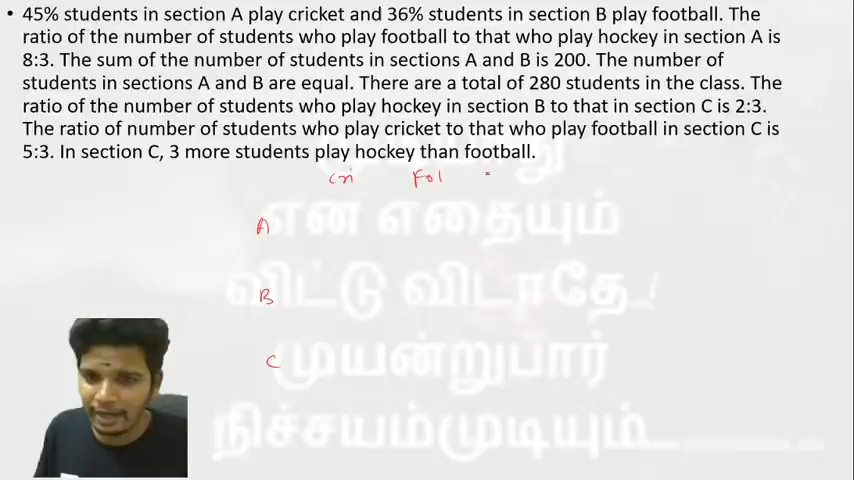 • 45% students in section A play cricket and 36% students in section B play football. The
ratio of the number of students who play football to that who play hockey in section A is
8:3. The sum of the number of students in sections A and B is 200. The number of
students in sections A and B are equal. There are a total of 280 students in the class. The
ratio of the number of students who play hockey in section B to that in section C is 2:3.
The ratio of number of students who play cricket to that who play football in section C is
5:3. In section C, 3 more students play hockey than football.
Cri Fol
A
என எதையும்
B
விட்டு விடாதே
C
முயன்றுபார்
நிச்சயம்முடியும்